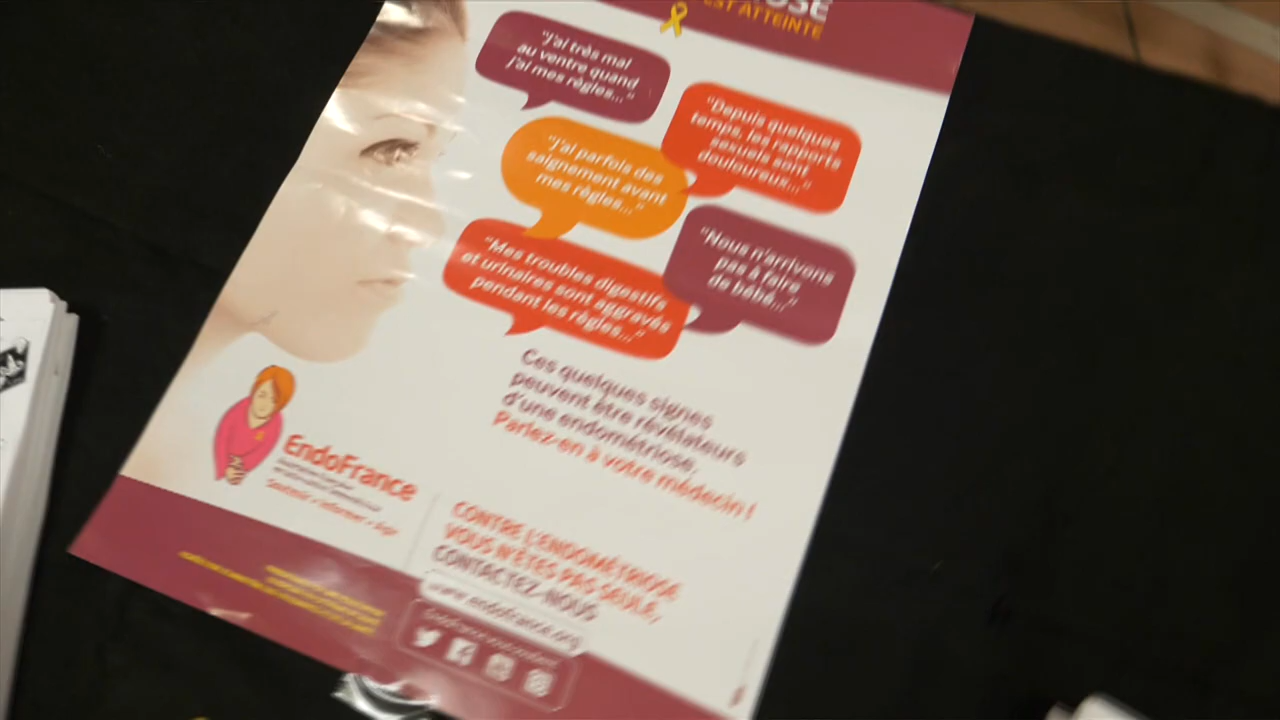 EST ATTEINTE
"J'ai très mal
au ventre quand
j'ai mes règles..."
"Depuis quelques
temps, les rapports
sexuels sont
douloureux..."
"J'ai parfois des
saignement avant
mes règles..."
"Nous n'arrivons
pas à faire
de bébé..."
"Mes troubles digestifs
et urinaires sont aggravés
pendant les règles..."
Ces quelques signes
peuvent être révélateurs
d'une endométriose.
Parlez-en à votre médecin !
EndoFrance
Soutenir • Informer • Agir
CONTRE L'ENDOMÉTRIOSE
VOUS N'ÊTES PAS SEULE,
CONTACTEZ-NOUS
www.endofrance.org